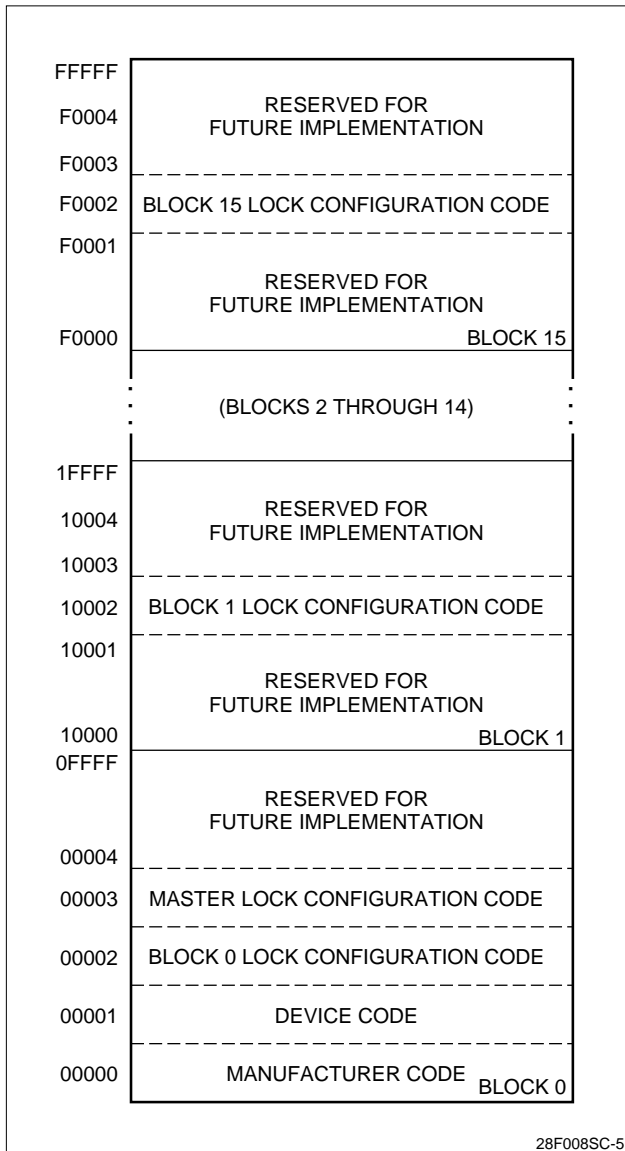 FFFFF
RESERVED FOR
F0004
FUTURE IMPLEMENTATION
F0003
F0002 BLOCK 15 LOCK CONFIGURATION CODE
F0001
RESERVED FOR
FUTURE IMPLEMENTATION
F0000 BLOCK 15
(BLOCKS 2 THROUGH 14)
1FFFF
RESERVED FOR
10004
FUTURE IMPLEMENTATION
10003
10002 BLOCK 1 LOCK CONFIGURATION CODE
10001
RESERVED FOR
FUTURE IMPLEMENTATION
10000 BLOCK 1
0FFFF
RESERVED FOR
FUTURE IMPLEMENTATION
00004
00003 MASTER LOCK CONFIGURATION CODE
00002 BLOCK 0 LOCK CONFIGURATION CODE
00001 DEVICE CODE
00000 MANUFACTURER CODE BLOCK 0
28F008SC-5